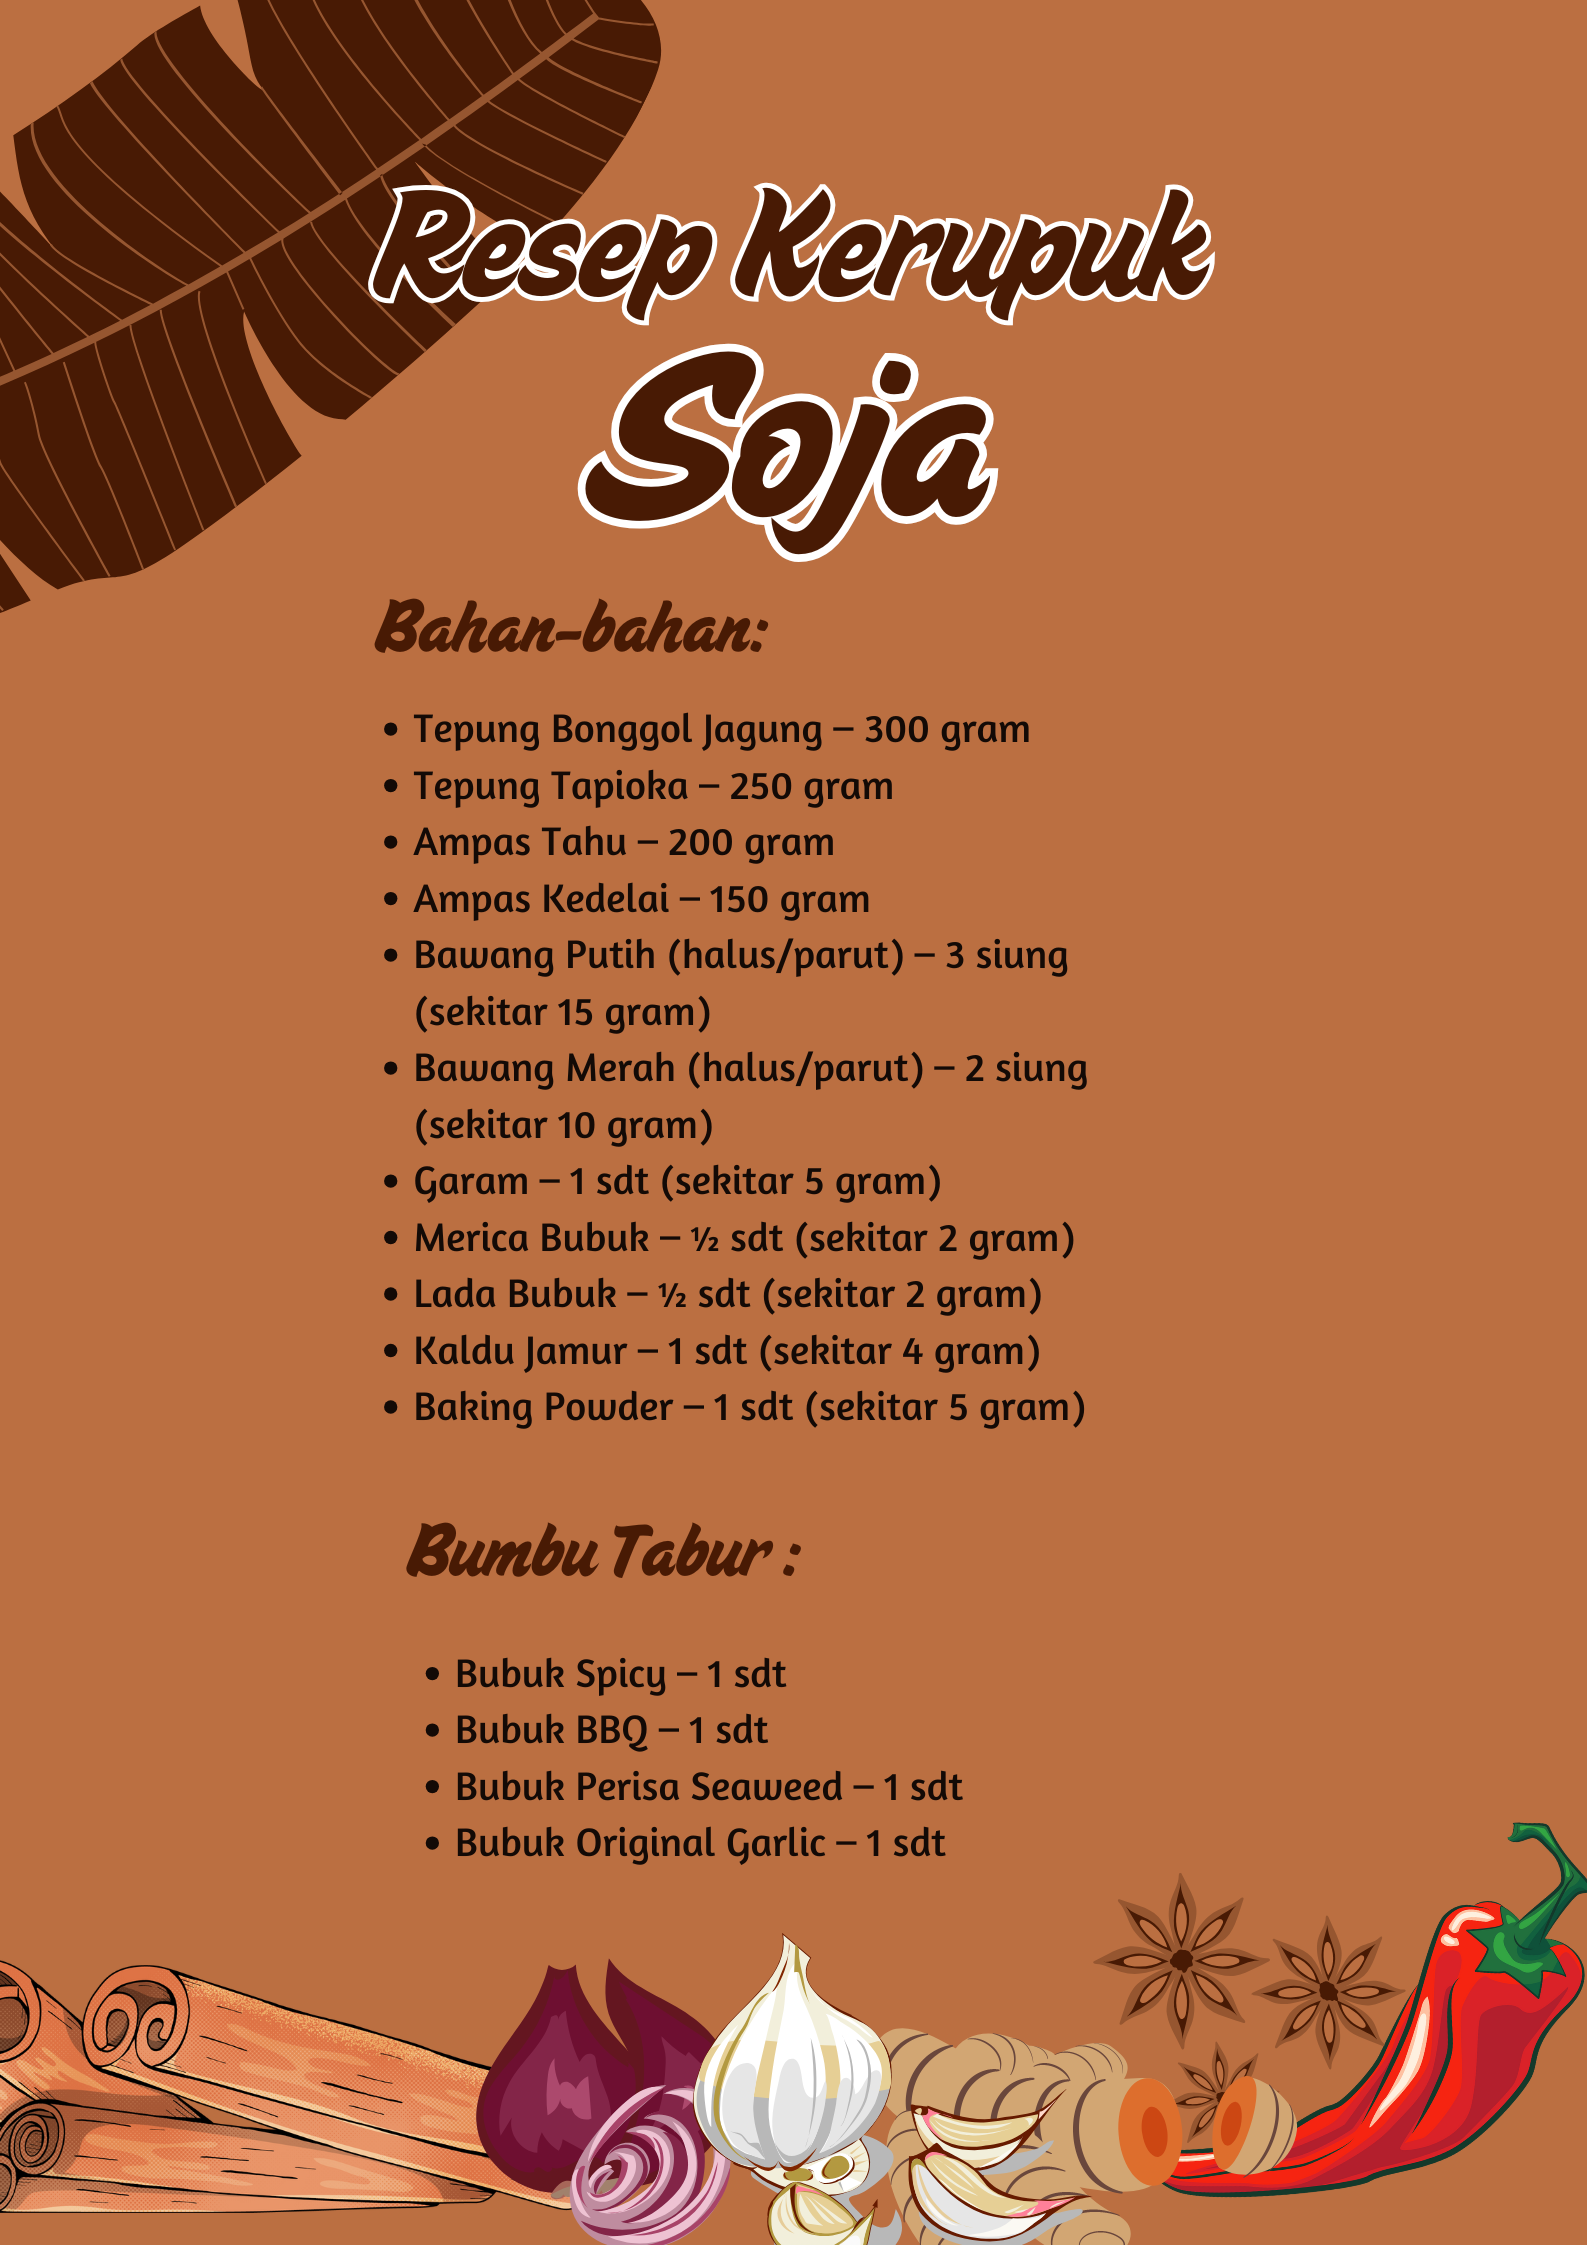 Resep Kerupuk
Soja
Bahan-bahan:
• Tepung Bonggol Jagung – 300 gram
• Tepung Tapioka – 250 gram
• Ampas Tahu – 200 gram
• Ampas Kedelai – 150 gram
• Bawang Putih (halus/parut) – 3 siung
(sekitar 15 gram)
• Bawang Merah (halus/parut) – 2 siung
(sekitar 10 gram)
• Garam – 1 sdt (sekitar 5 gram)
• Merica Bubuk – ½ sdt (sekitar 2 gram)
• Lada Bubuk – ½ sdt (sekitar 2 gram)
• Kaldu Jamur – 1 sdt (sekitar 4 gram)
• Baking Powder – 1 sdt (sekitar 5 gram)
Bumbu Tabur :
• Bubuk Spicy – 1 sdt
• Bubuk BBQ – 1 sdt
• Bubuk Perisa Seaweed – 1 sdt
• Bubuk Original Garlic – 1 sdt